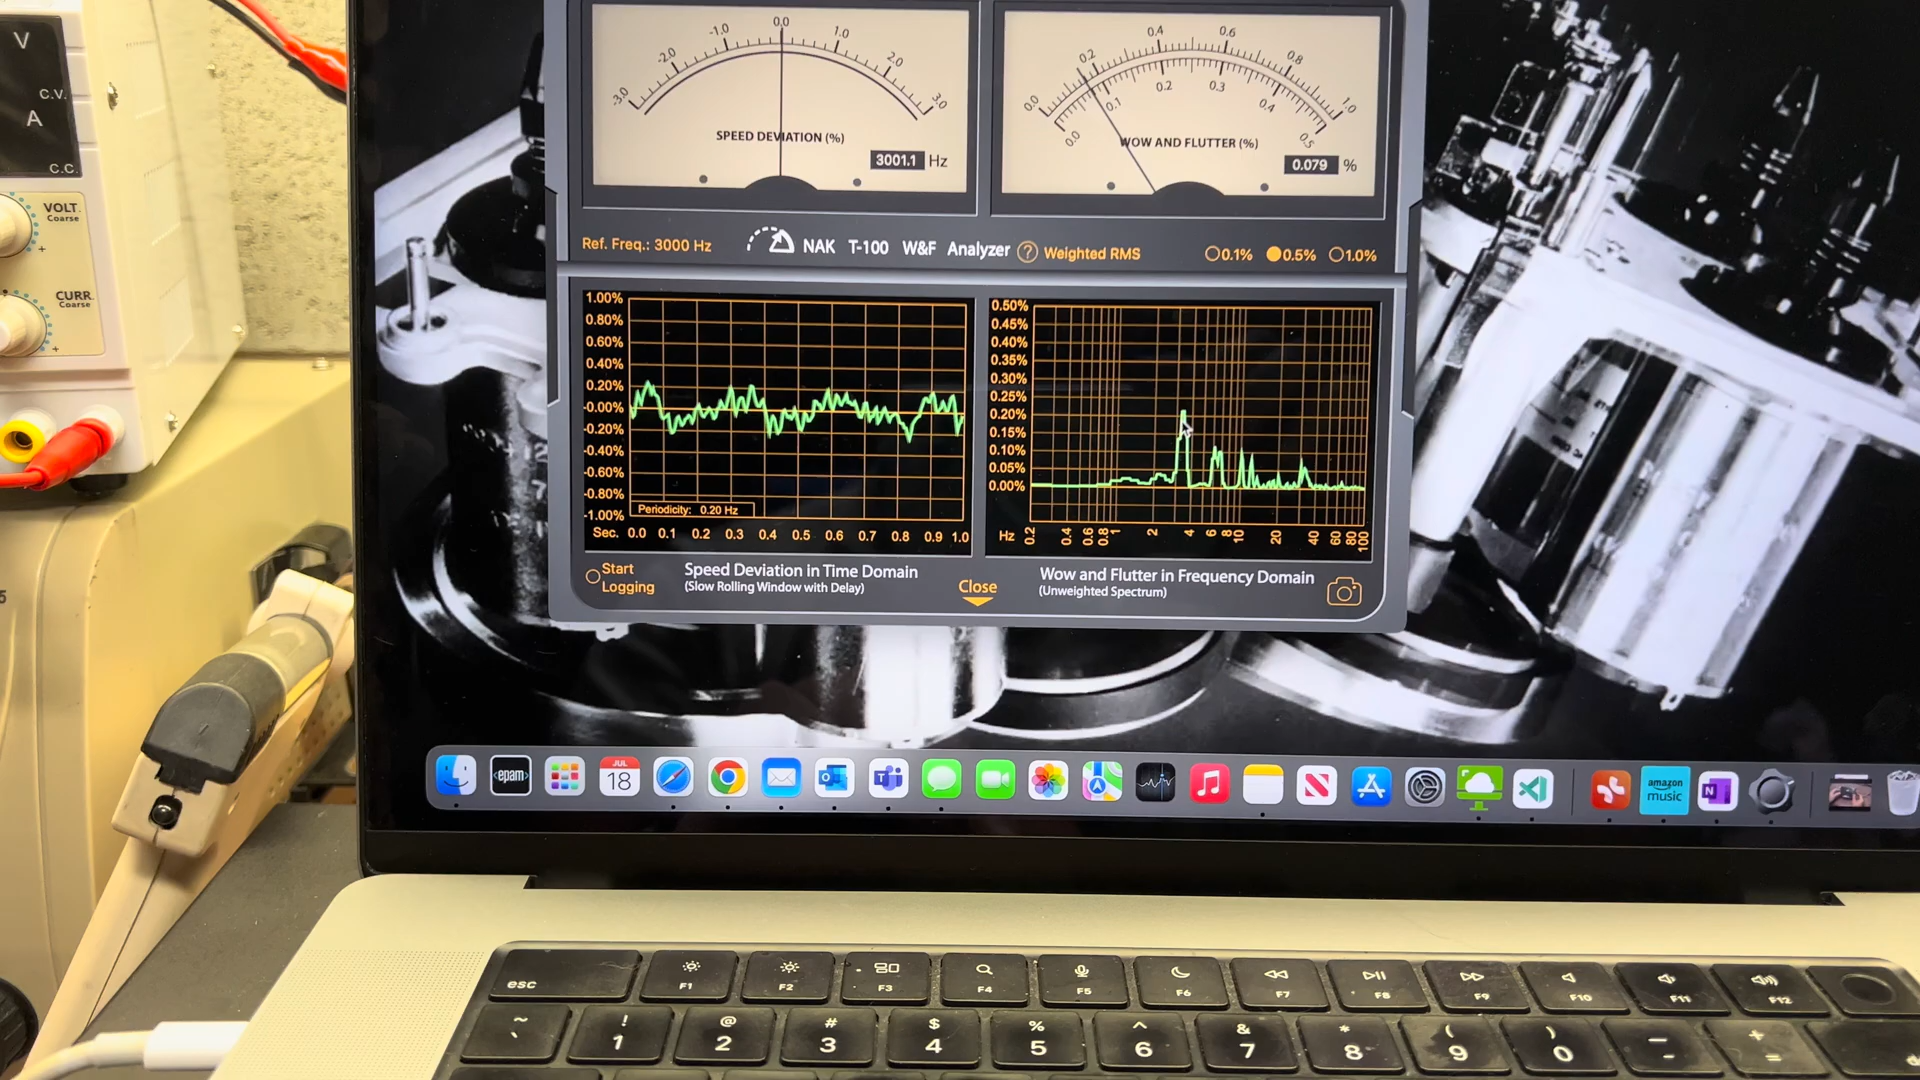 V
C.V.
A
C.C.
VOLT.
Coarse
+
CURR.
Coarse
+
-3.0 -2.0 -1.0 0.0 1.0 2.0 3.0
SPEED DEVIATION (%)
3001.1 Hz
0.0 0.2 0.4 0.6 0.8 1.0
0.0 0.1 0.2 0.3 0.4 0.5
WOW AND FLUTTER (%)
0.079 %
Ref. Freq.: 3000 Hz
NAK T-100 W&F Analyzer
? Weighted RMS
0.1% 0.5% 1.0%
1.00%
0.80%
0.60%
0.40%
0.20%
-0.00%
-0.20%
-0.40%
-0.60%
-0.80%
-1.00%
Periodicity: 0.20 Hz
Sec. 0.0 0.1 0.2 0.3 0.4 0.5 0.6 0.7 0.8 0.9 1.0
0.50%
0.45%
0.40%
0.35%
0.30%
0.25%
0.20%
0.15%
0.10%
0.05%
0.00%
Hz 0.2 0.4 0.6 0.8 1 2 4 6 8 10 20 40 60 80 100
Start
Logging
Speed Deviation in Time Domain
(Slow Rolling Window with Delay)
Close
Wow and Flutter in Frequency Domain
(Unweighted Spectrum)
<epam>
JUL
18
amazon
music
N
esc
F1 F2 F3 F4 F5 F6 F7 F8 F9 F10 F11 F12
~ ! @ # $ % ^ & * ( ) _ +
` 1 2 3 4 5 6 7 8 9 0 - =